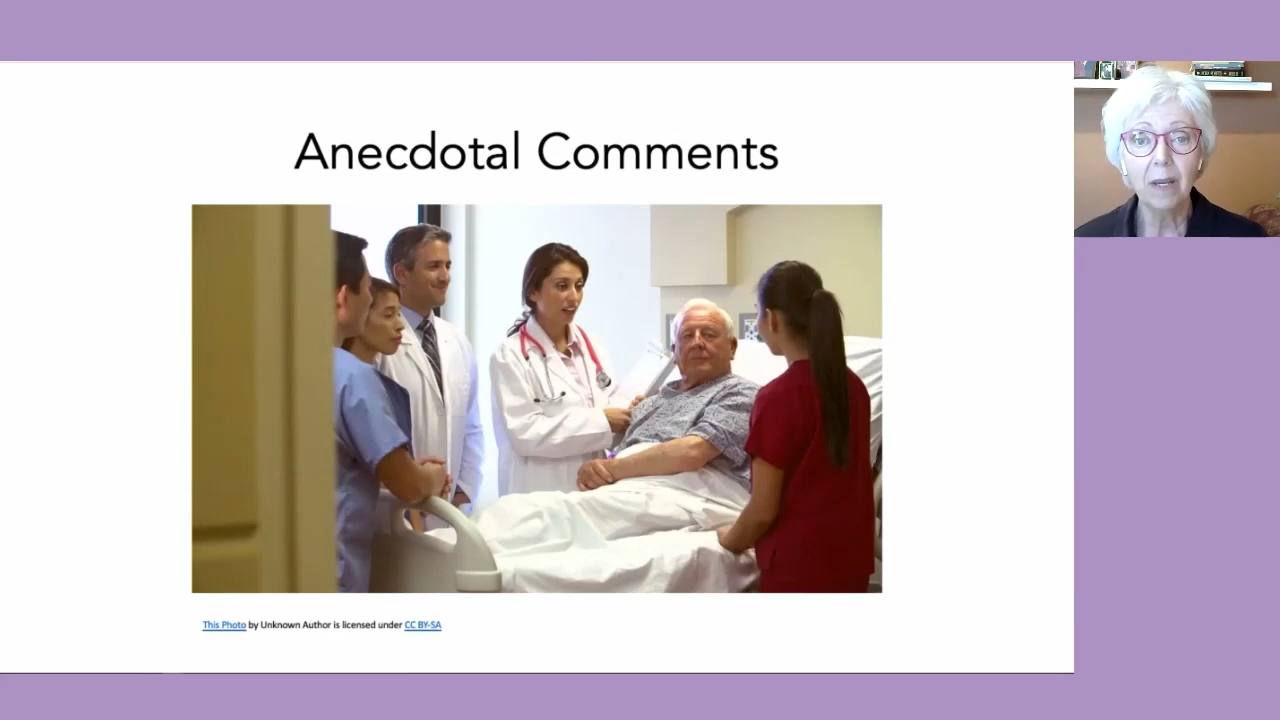 Anecdotal Comments
This Photo by Unknown Author is licensed under CC BY-SA